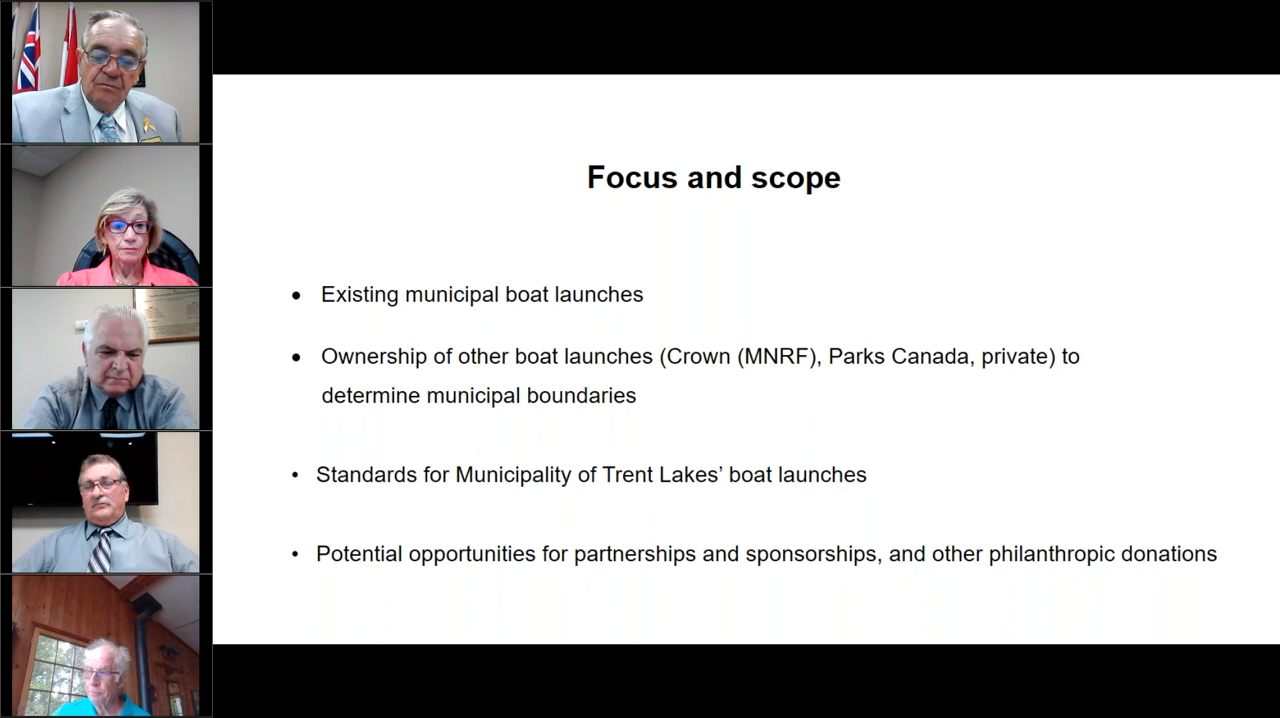 Focus and scope
● Existing municipal boat launches
● Ownership of other boat launches (Crown (MNRF), Parks Canada, private) to
determine municipal boundaries
• Standards for Municipality of Trent Lakes’ boat launches
• Potential opportunities for partnerships and sponsorships, and other philanthropic donations